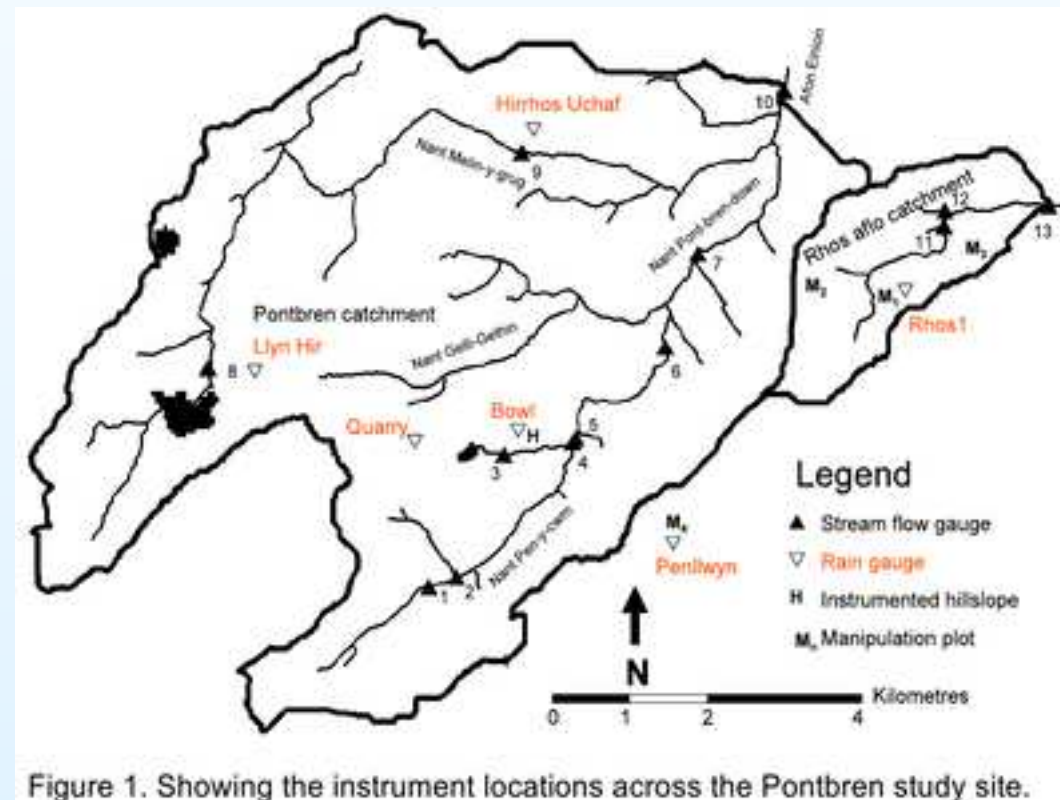 Afon Einion
10
Hirrhos Uchaf
Nant Melin-y-grug
9
Nant Pont-bren-down
7
Rhos aflo catchment
12
11
13
M₃
M₂
M₁
Rhos1
Pontbren catchment
Llyn Hir
8
Nant Gelli-Gethin
6
Quarry
Bowl
H
5
3
4
Nant Pen-y-cwm
1
2
M₄
Penllwyn
N
Legend
Stream flow gauge
Rain gauge
H Instrumented hillslope
Mₙ Manipulation plot
Kilometres
0 1 2 4
Figure 1. Showing the instrument locations across the Pontbren study site.